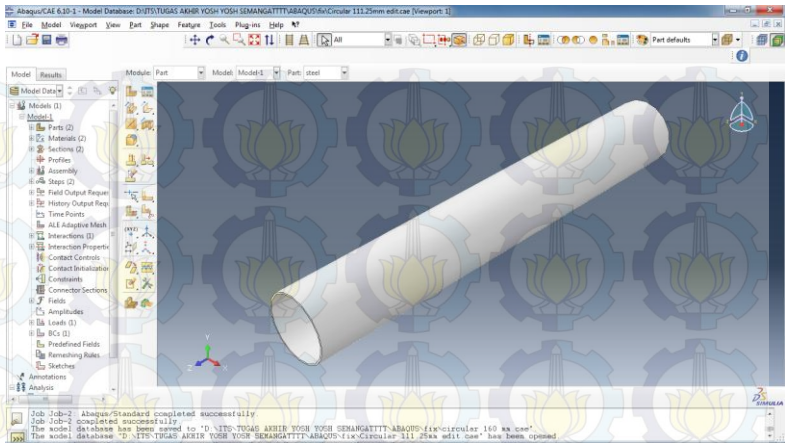 Abaqus/CAE 6.10-1 - Model Database: D:\ITS\TUGAS AKHIR YOSH YOSH SEMANGATTTT\ABAQUS\fix\Circular 111.25mm edit.cae [Viewport: 1]
File Model Viewport View Part Shape Feature Tools Plug-ins Help
All Part defaults
Model Results Module: Part Model: Model-1 Part: steel
Model Data
Models (1)
Model-1
Parts (2)
Materials (2)
Sections (2)
Profiles
Assembly
Steps (2)
Field Output Reque
History Output Requ
Time Points
ALE Adaptive Mesh
Interactions (1)
Interaction Propertie
Contact Controls
Contact Initialization
Constraints
Connector Sections
Fields
Amplitudes
Loads (1)
BCs (1)
Predefined Fields
Remeshing Rules
Sketches
Annotations
Analysis
(XYZ)
Y
Z X
SIMULIA
Job Job-2: Abaqus/Standard completed successfully.
Job Job-2 completed successfully.
The model database has been saved to "D:\ITS\TUGAS AKHIR YOSH YOSH SEMANGATTTT\ABAQUS\fix\circular 160 mm.cae".
The model database "D:\ITS\TUGAS AKHIR YOSH YOSH SEMANGATTTT\ABAQUS\fix\Circular 111.25mm edit.cae" has been opened.